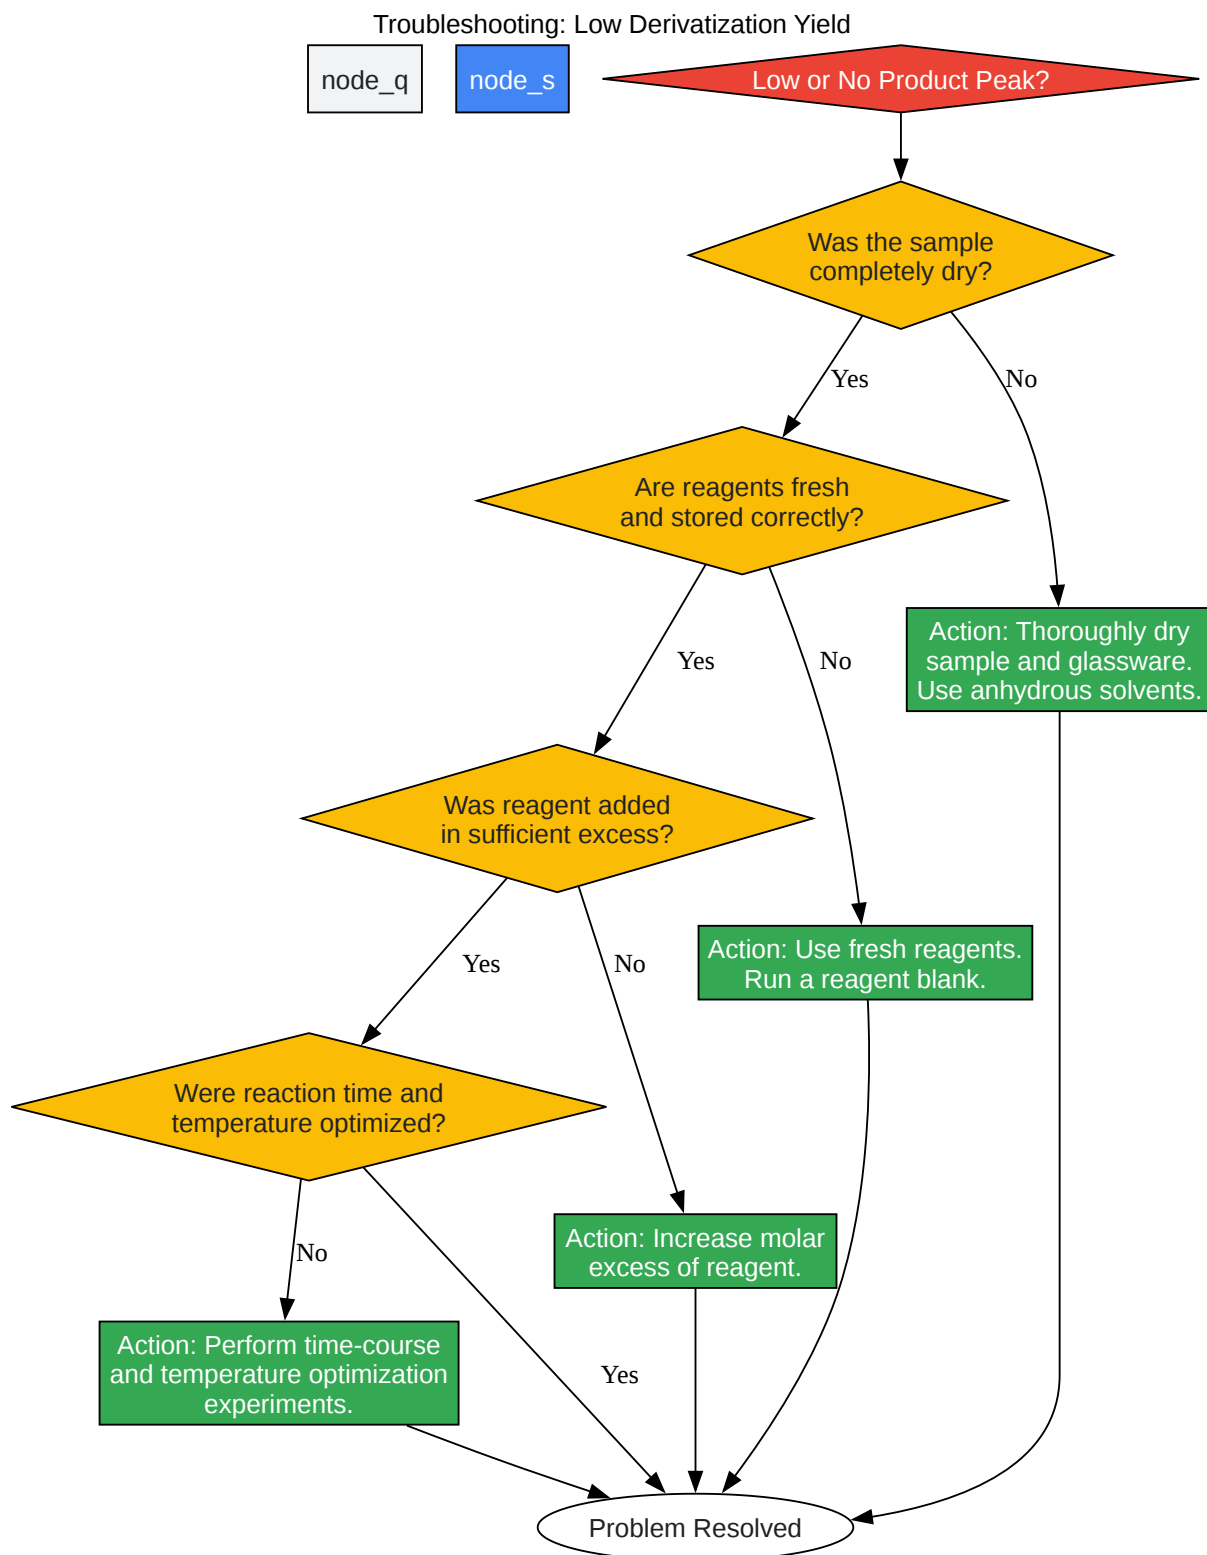 Troubleshooting: Low Derivatization Yield
node_q
node_s
Low or No Product Peak?
Was the sample
completely dry?
Yes
No
Are reagents fresh
and stored correctly?
Action: Thoroughly dry
sample and glassware.
Use anhydrous solvents.
Yes
No
Was reagent added
in sufficient excess?
Action: Use fresh reagents.
Run a reagent blank.
Yes
No
Were reaction time and
temperature optimized?
Action: Increase molar
excess of reagent.
No
Yes
Action: Perform time-course
and temperature optimization
experiments.
Problem Resolved